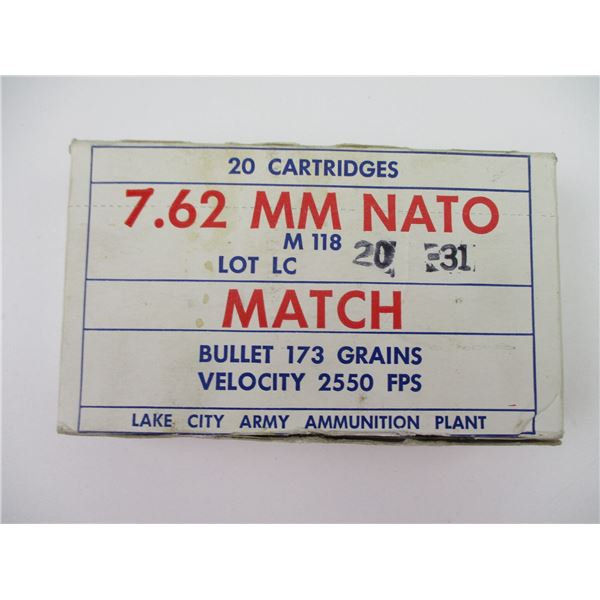 20 CARTRIDGES
7.62 MM NATO
M 118
LOT LC 20 -31
MATCH
BULLET 173 GRAINS
VELOCITY 2550 FPS
LAKE CITY ARMY AMMUNITION PLANT